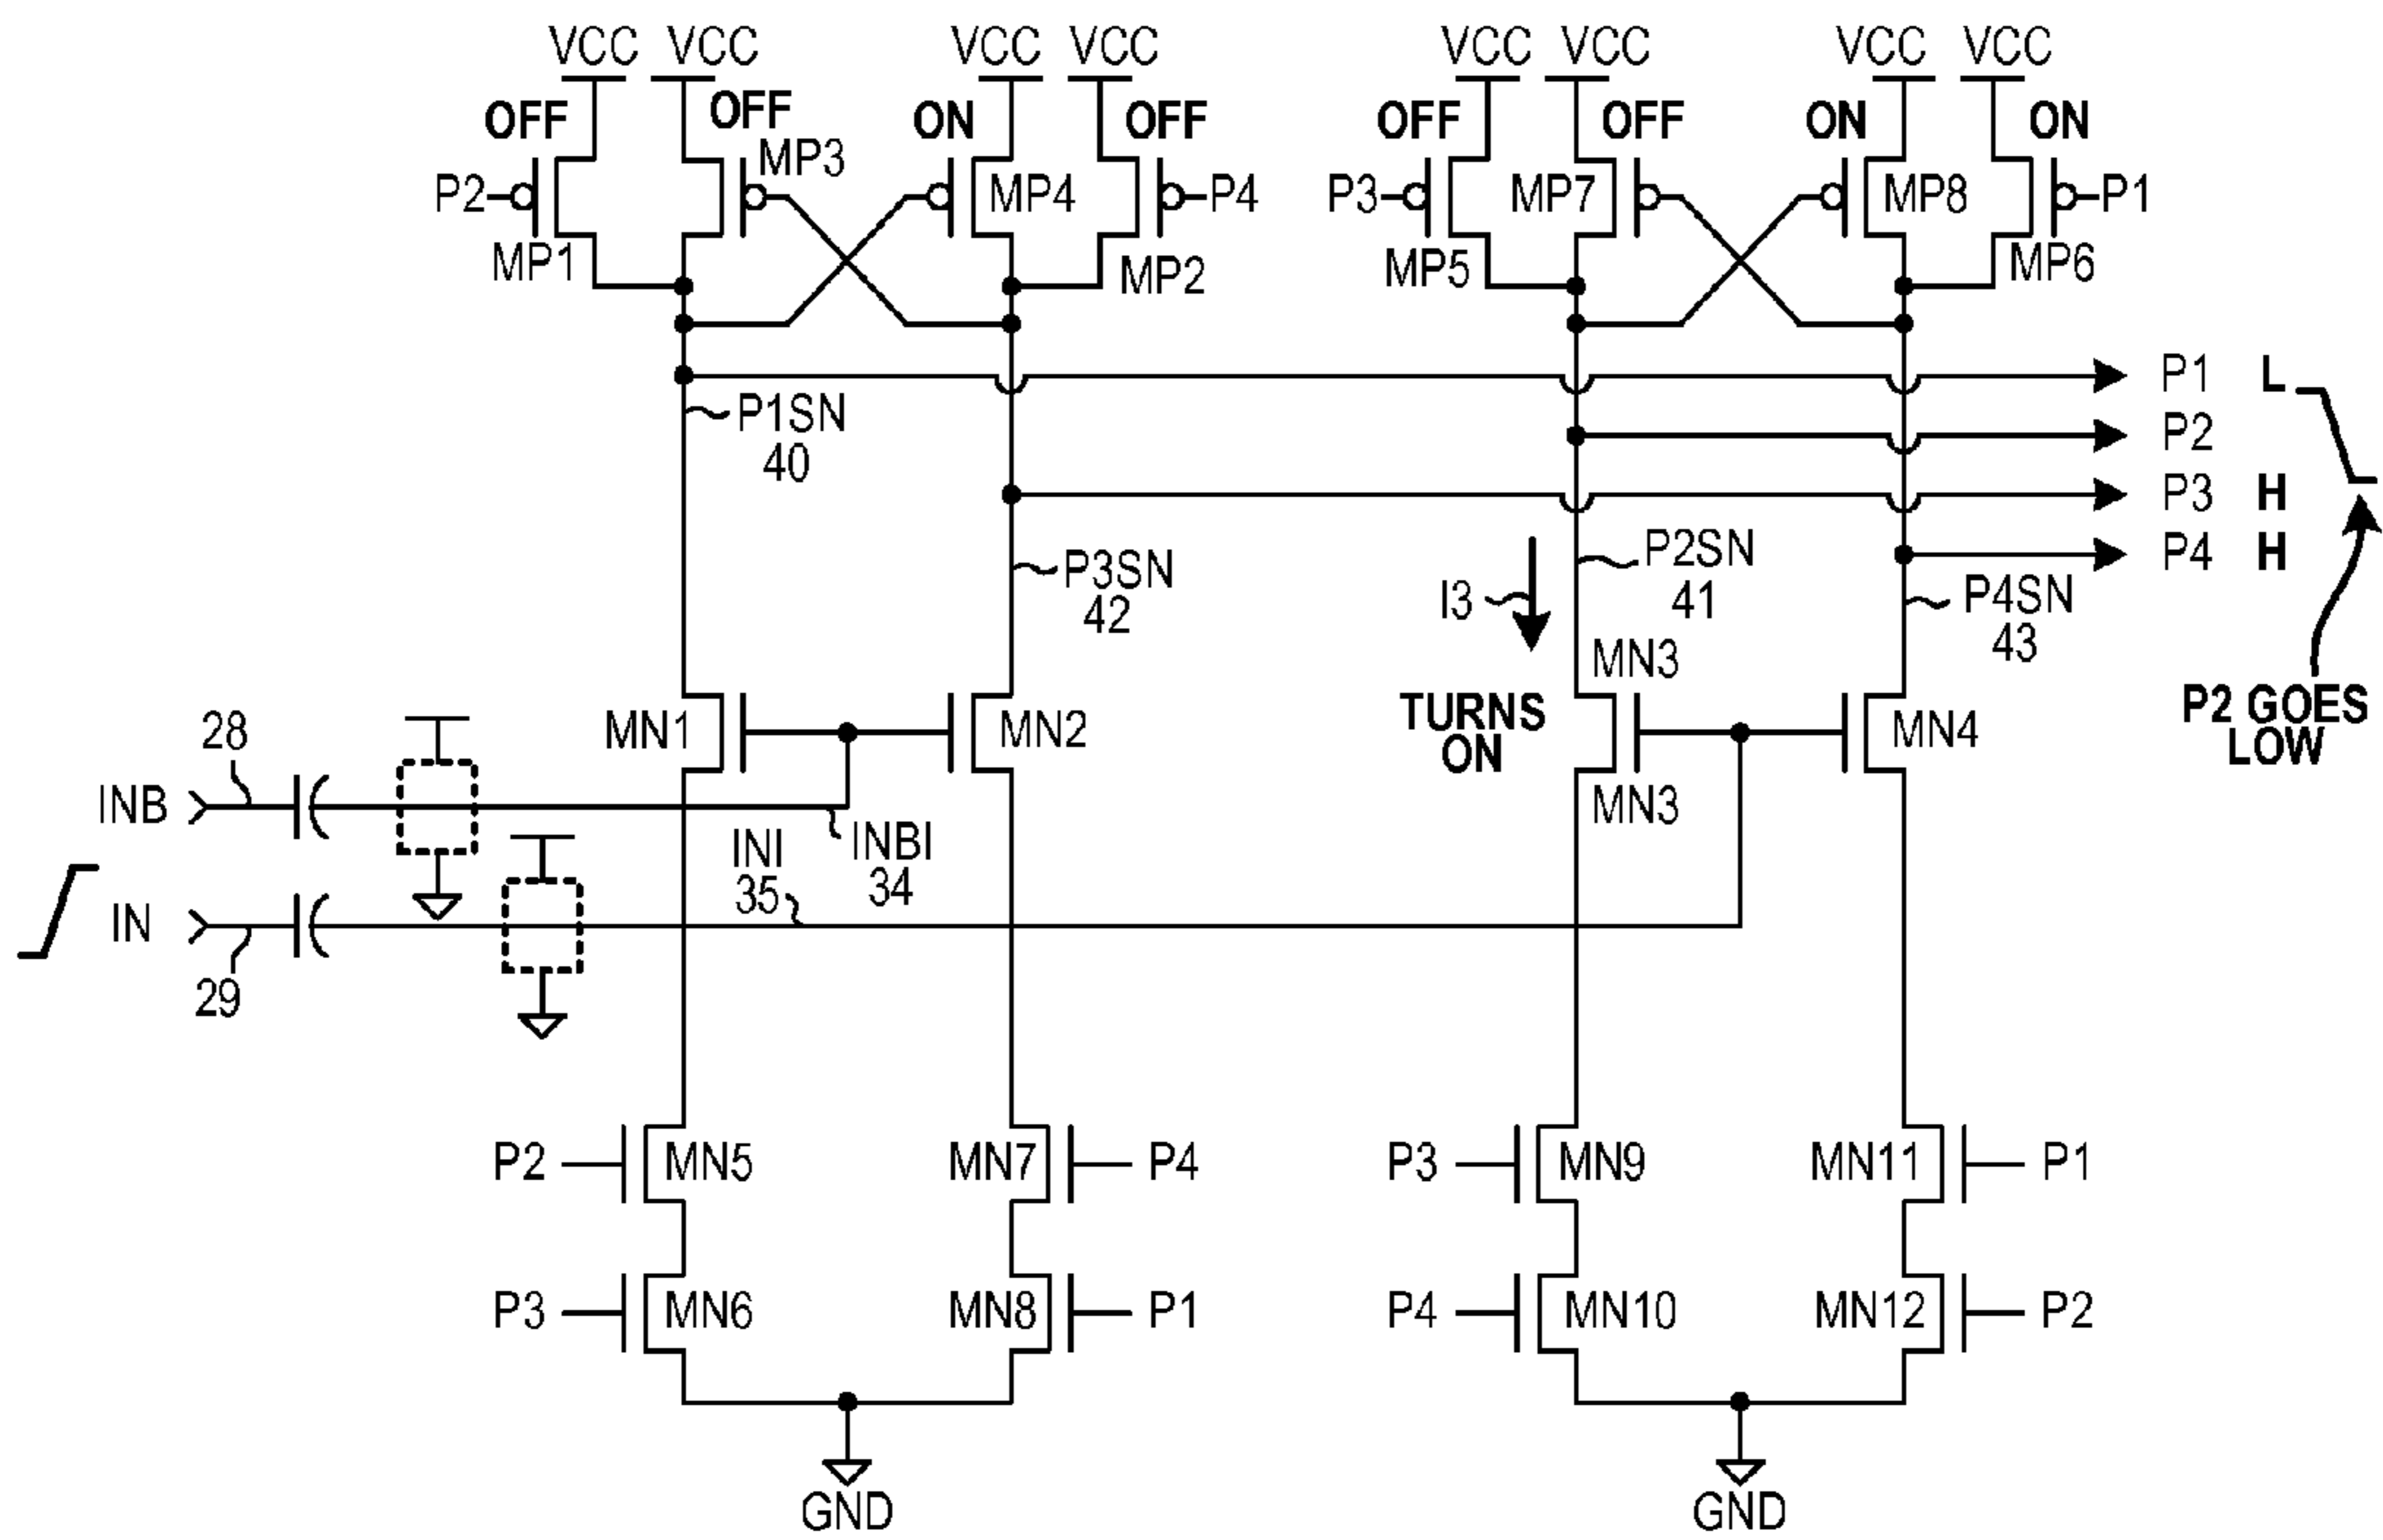 VCC VCC VCC VCC VCC VCC VCC VCC
OFF OFF ON OFF OFF OFF ON ON
MP3
P2 MP4 P4 P3 MP7 MP8 P1
MP1 MP2 MP5 MP6
P1 L
P1SN
40
P2
P3 H
P3SN
42
P2SN
41
P4 H
I3
P4SN
43
MN3
P2 GOES
LOW
28
MN1 MN2
TURNS
ON
MN4
INB
MN3
INI
35
INBI
34
IN
29
P2 MN5 MN7 P4 P3 MN9 MN11 P1
P3 MN6 MN8 P1 P4 MN10 MN12 P2
GND GND